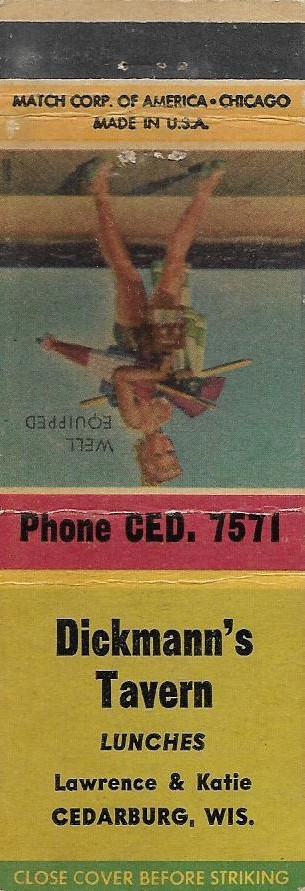 MATCH CORP. OF AMERICA • CHICAGO
MADE IN U.S.A.
WELL
EQUIPPED
Phone CED. 7571
Dickmann's
Tavern
LUNCHES
Lawrence & Katie
CEDARBURG, WIS.
CLOSE COVER BEFORE STRIKING